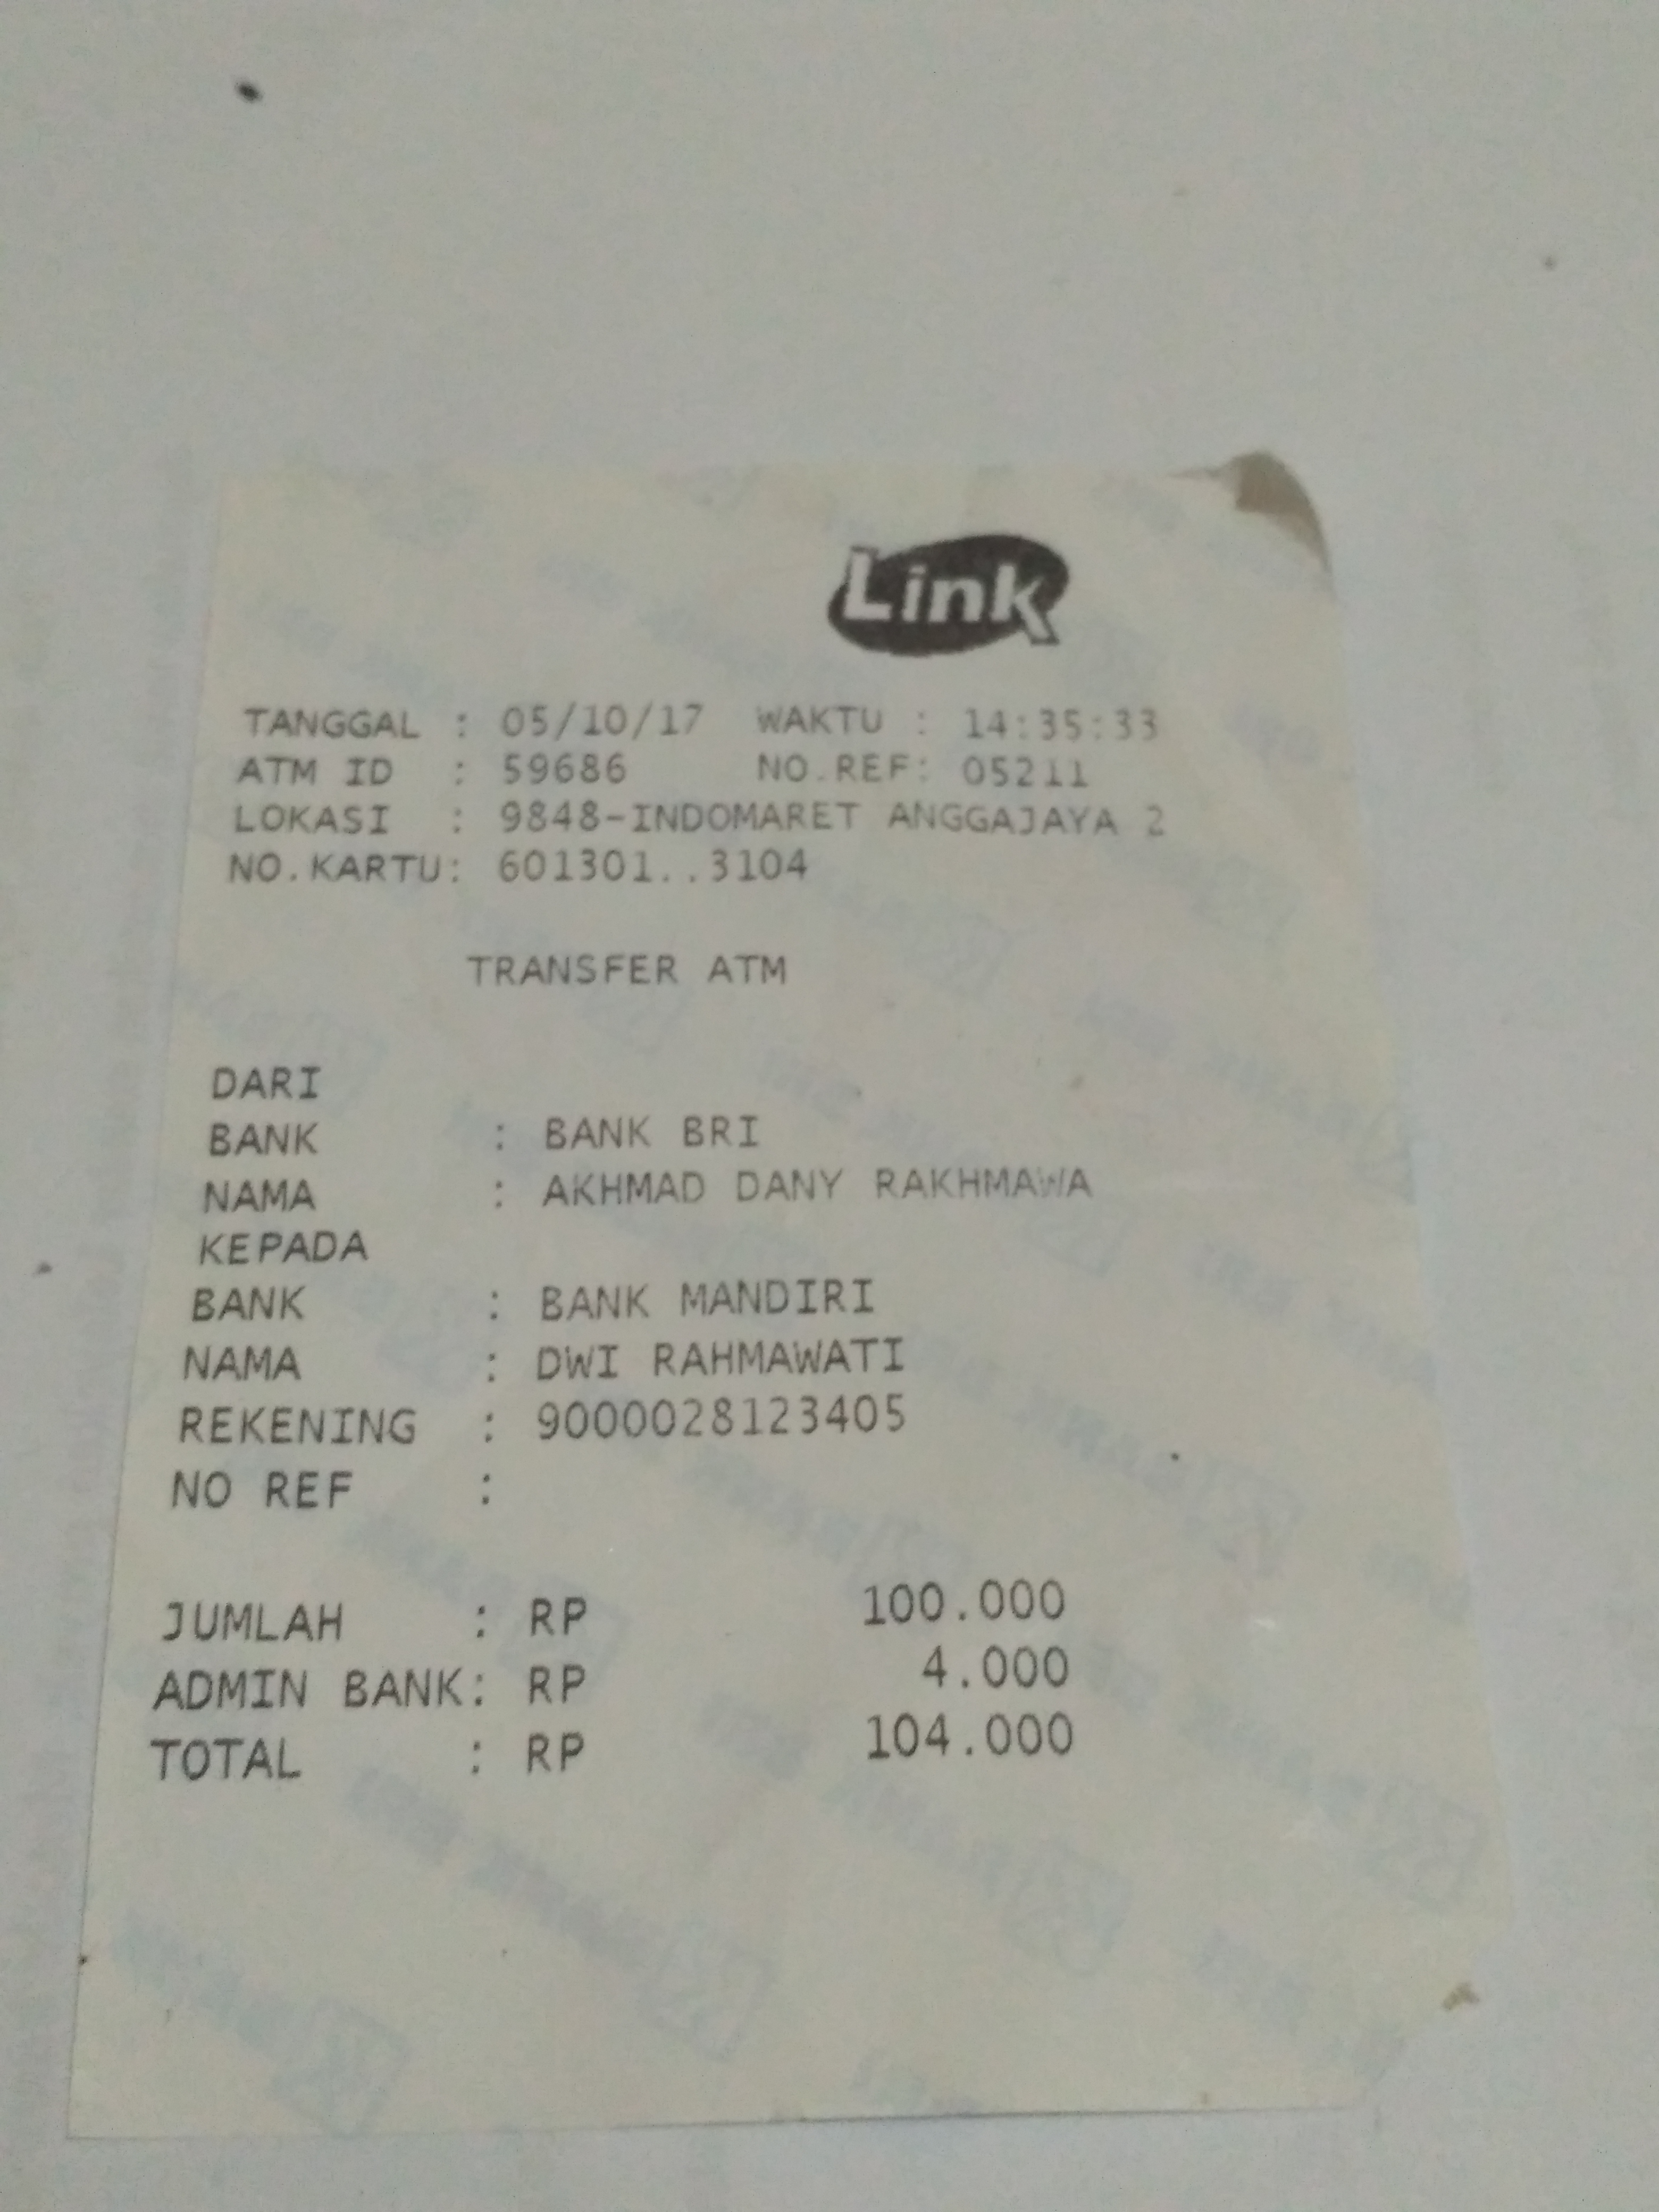 Link
TANGGAL : 05/10/17 WAKTU : 14:35:33
ATM ID : 59686 NO.REF: 05211
LOKASI : 9848-INDOMARET ANGGAJAYA 2
NO.KARTU: 601301..3104
TRANSFER ATM
DARI
BANK : BANK BRI
NAMA : AKHMAD DANY RAKHMAWA
KEPADA
BANK : BANK MANDIRI
NAMA : DWI RAHMAWATI
REKENING : 9000028123405
NO REF :
JUMLAH : RP 100.000
ADMIN BANK: RP 4.000
TOTAL : RP 104.000